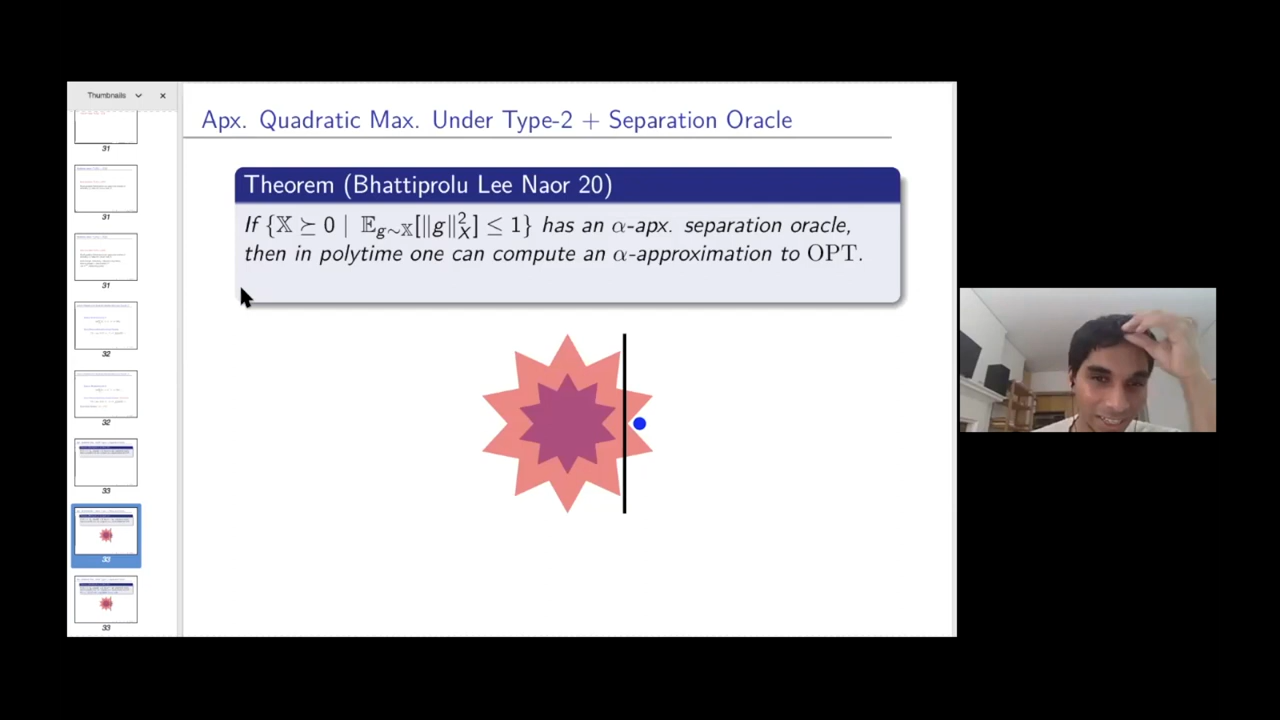 Thumbnails
Apx. Quadratic Max. Under Type-2 + Separation Oracle
Theorem (Bhattiprolu Lee Naor 20)
If {𝕏 ⪰ 0 | 𝔼_{g∼𝕏}[‖g‖²_X] ≤ 1} has an α-apx. separation oracle,
then in polytime one can compute an α-approximation to OPT.
31
31
31
32
32
33
33
33